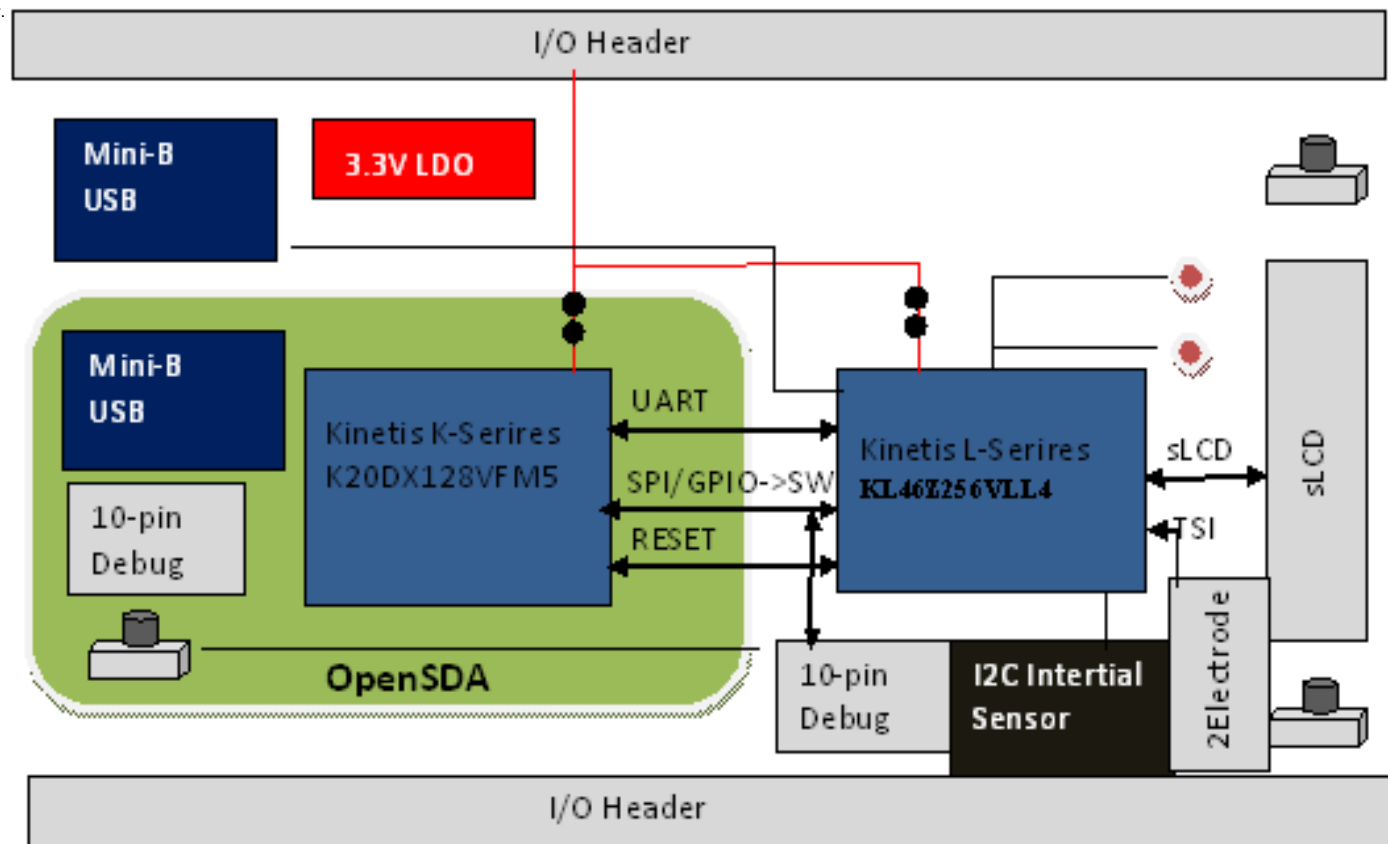 I/O Header
Mini-B
USB
3.3V LDO
Mini-B
USB
Kinetis K-Serires
K20DX128VFM5
10-pin
Debug
OpenSDA
UART
SPI/GPIO->SW
RESET
Kinetis L-Serires
KL46Z256VLL4
sLCD
TSI
sLCD
10-pin
Debug
I2C Intertial
Sensor
2Electrode
I/O Header